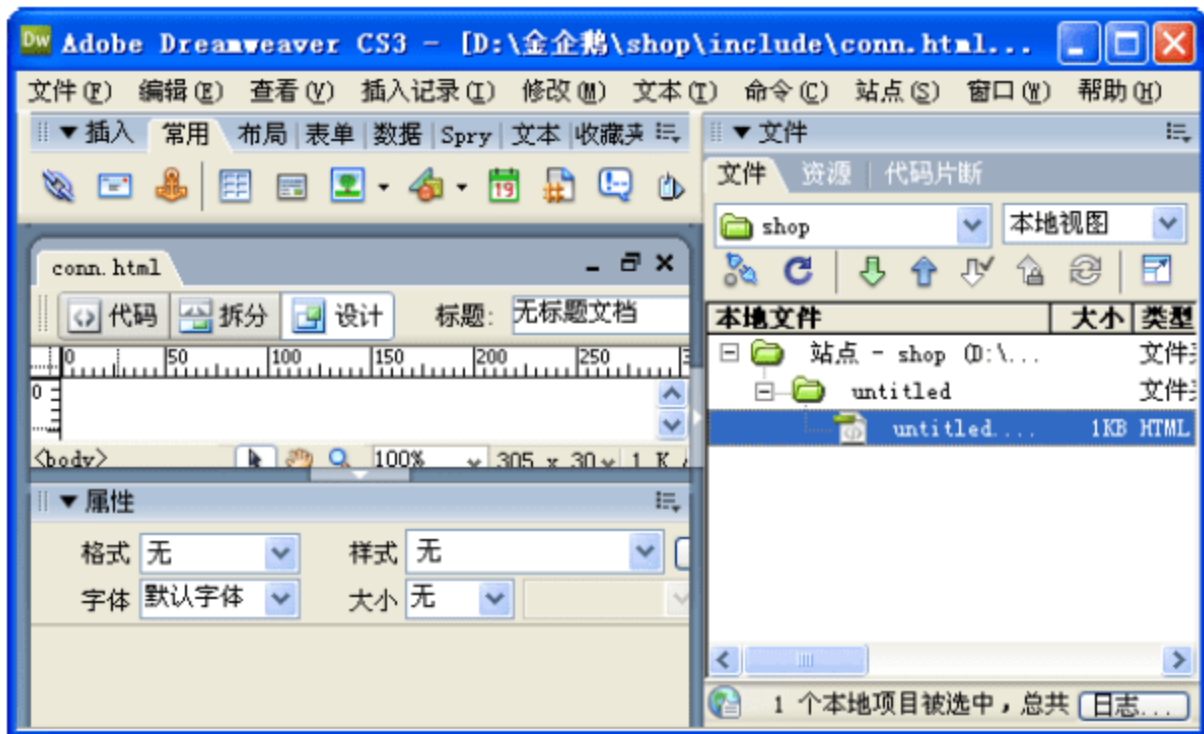 Dw Adobe Dreamweaver CS3 - [D:\金企鹅\shop\include\conn.html...
文件(F) 编辑(E) 查看(V) 插入记录(I) 修改(M) 文本(T) 命令(C) 站点(S) 窗口(W) 帮助(H)
▼插入 常用 布局 表单 数据 Spry 文本 收藏夹
19
conn.html
代码 拆分 设计 标题: 无标题文档
0 50 100 150 200 250
0
<body> 100% 305 x 30 1 K
▼属性
格式 无 样式 无
字体 默认字体 大小 无
▼文件
文件 资源 代码片断
shop 本地视图
本地文件 大小 类型
站点 - shop (D:\... 文件
untitled 文件
untitled.... 1KB HTML
1 个本地项目被选中，总共 日志...